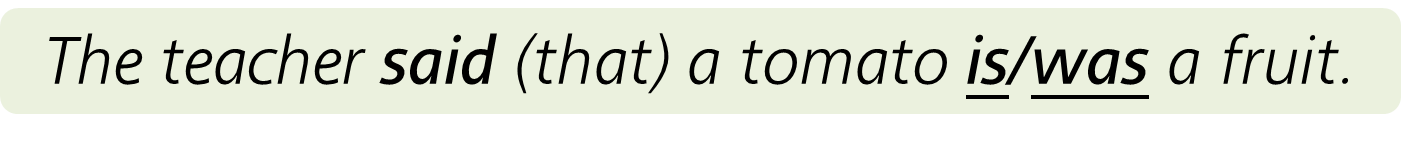 The teacher said (that) a tomato is/was a fruit.